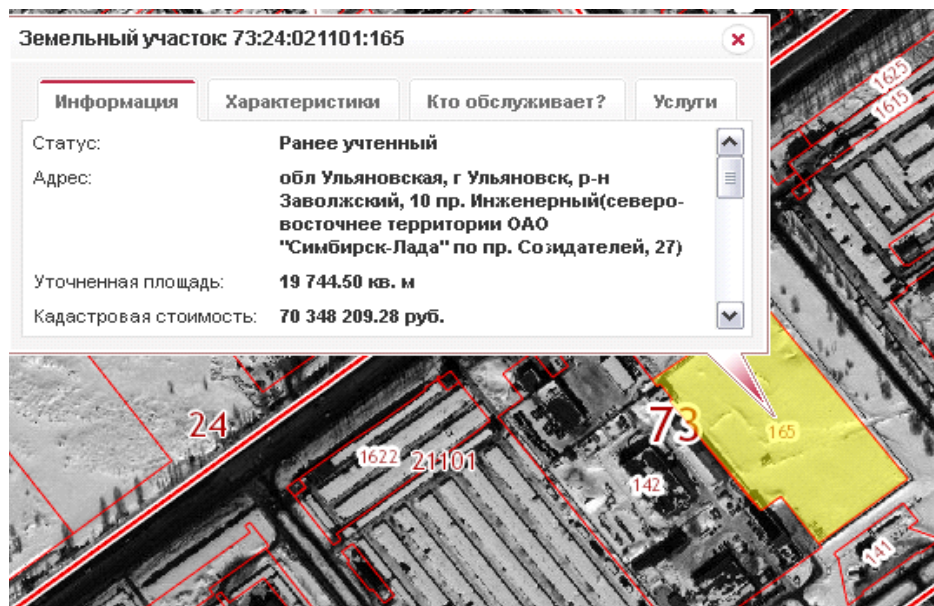 Земельный участок: 73:24:021101:165
Информация
Характеристики
Кто обслуживает?
Услуги
Статус:
Ранее учтенный
Адрес:
обл Ульяновская, г Ульяновск, р-н
Заволжский, 10 пр. Инженерный(северо-
восточнее территории ОАО
"Симбирск-Лада" по пр. Созидателей, 27)
Уточненная площадь:
19 744.50 кв. м
Кадастровая стоимость:
70 348 209.28 руб.
1625
1615
24
73
165
1622
21101
142
141